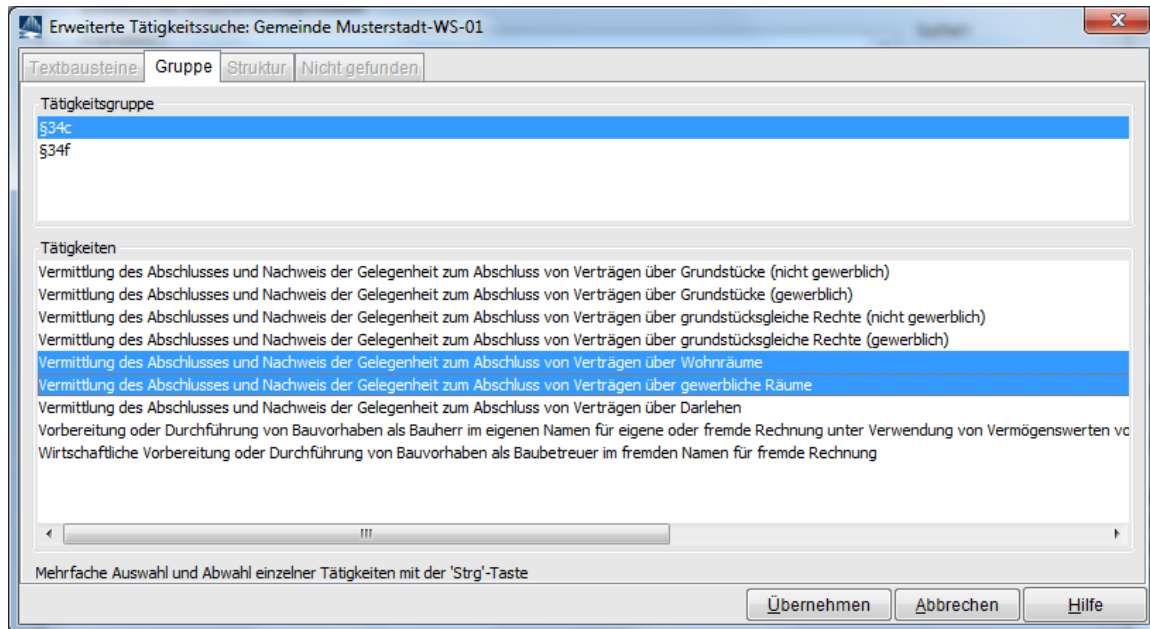 Erweiterte Tätigkeitssuche: Gemeinde Musterstadt-WS-01
Textbausteine Gruppe Struktur Nicht gefunden
Tätigkeitsgruppe
§34c
§34f
Tätigkeiten
Vermittlung des Abschlusses und Nachweis der Gelegenheit zum Abschluss von Verträgen über Grundstücke (nicht gewerblich)
Vermittlung des Abschlusses und Nachweis der Gelegenheit zum Abschluss von Verträgen über Grundstücke (gewerblich)
Vermittlung des Abschlusses und Nachweis der Gelegenheit zum Abschluss von Verträgen über grundstücksgleiche Rechte (nicht gewerblich)
Vermittlung des Abschlusses und Nachweis der Gelegenheit zum Abschluss von Verträgen über grundstücksgleiche Rechte (gewerblich)
Vermittlung des Abschlusses und Nachweis der Gelegenheit zum Abschluss von Verträgen über Wohnräume
Vermittlung des Abschlusses und Nachweis der Gelegenheit zum Abschluss von Verträgen über gewerbliche Räume
Vermittlung des Abschlusses und Nachweis der Gelegenheit zum Abschluss von Verträgen über Darlehen
Vorbereitung oder Durchführung von Bauvorhaben als Bauherr im eigenen Namen für eigene oder fremde Rechnung unter Verwendung von Vermögenswerten vo
Wirtschaftliche Vorbereitung oder Durchführung von Bauvorhaben als Baubetreuer im fremden Namen für fremde Rechnung
Mehrfache Auswahl und Abwahl einzelner Tätigkeiten mit der 'Strg'-Taste
Übernehmen Abbrechen Hilfe